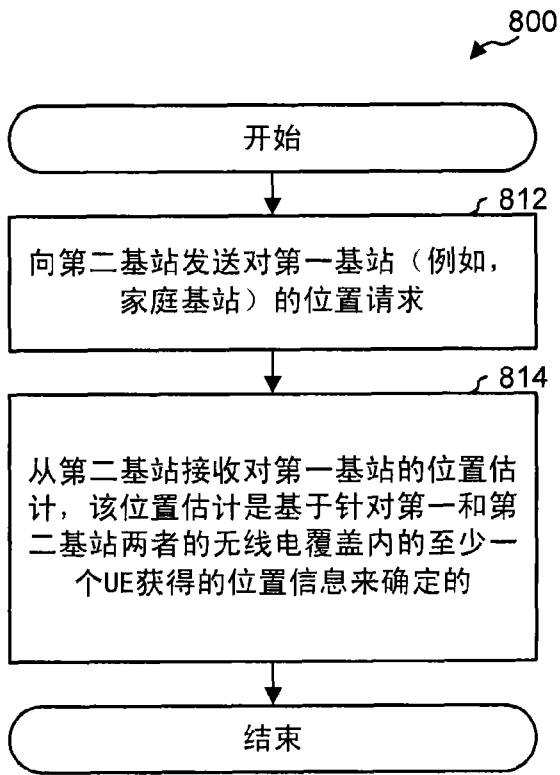 800
开始
812
向第二基站发送对第一基站（例如，
家庭基站）的位置请求
814
从第二基站接收对第一基站的位置估
计，该位置估计是基于针对第一和第
二基站两者的无线电覆盖内的至少一
个UE获得的位置信息来确定的
结束